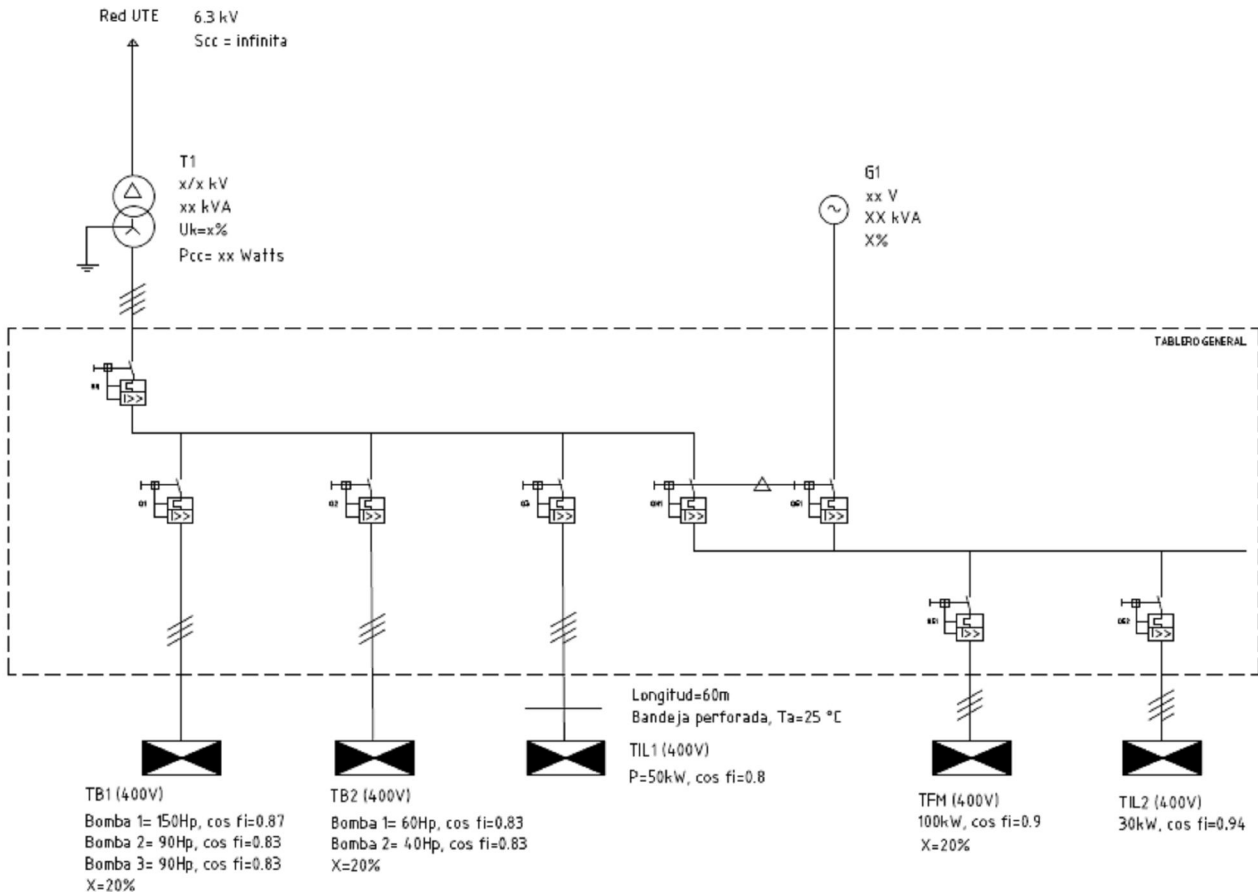 Red UTE
6.3 kV
Scc = infinita
T1
x/x kV
xx kVA
Uk=x%
Pcc= xx Watts
G1
xx V
XX kVA
X%
TABLERO GENERAL
I>>
Q1
I>>
Q2
I>>
I>>
I>>
I>>
I>>
I>>
Longitud=60m
Bandeja perforada, Ta=25 °C
TB1 (400V)
Bomba 1= 150Hp, cos fi=0.87
Bomba 2= 90Hp, cos fi=0.83
Bomba 3= 90Hp, cos fi=0.83
X=20%
TB2 (400V)
Bomba 1= 60Hp, cos fi=0.83
Bomba 2= 40Hp, cos fi=0.83
X=20%
TIL1 (400V)
P=50kW, cos fi=0.8
TFM (400V)
100kW, cos fi=0.9
X=20%
TIL2 (400V)
30kW, cos fi=0.94